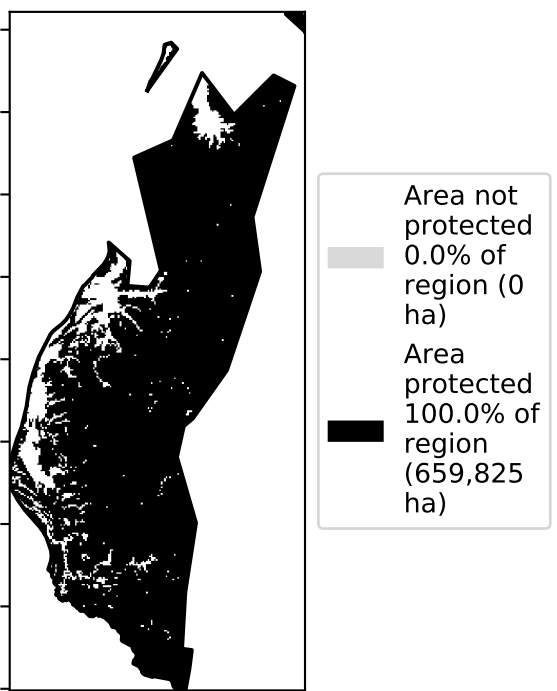 Area not
protected
0.0% of
region (0
ha)
Area
protected
100.0% of
region
(659,825
ha)